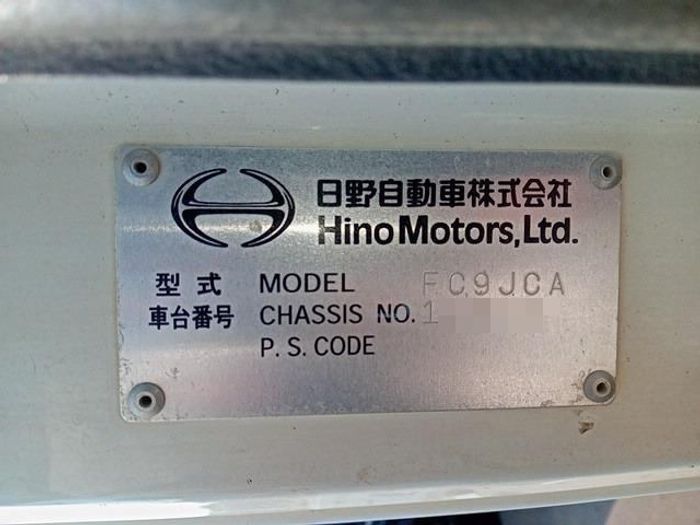 日野自動車株式会社
Hino Motors, Ltd.
型式 MODEL FC9JCA
車台番号 CHASSIS NO. 1
P. S. CODE